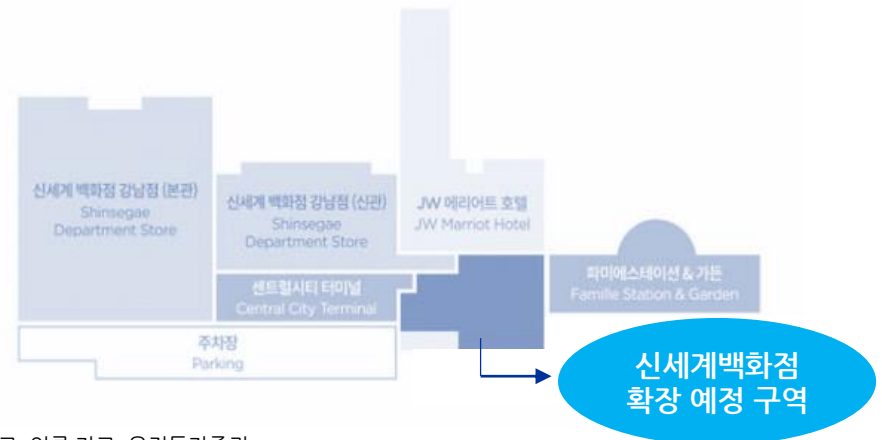 신세계 백화점 강남점 (본관)
Shinsegae
Department Store
신세계 백화점 강남점 (신관)
Shinsegae
Department Store
JW 메리어트 호텔
JW Marriot Hotel
센트럴시티 터미널
Central City Terminal
파미에스테이션 & 가든
Famille Station & Garden
주차장
Parking
신세계백화점
확장 예정 구역